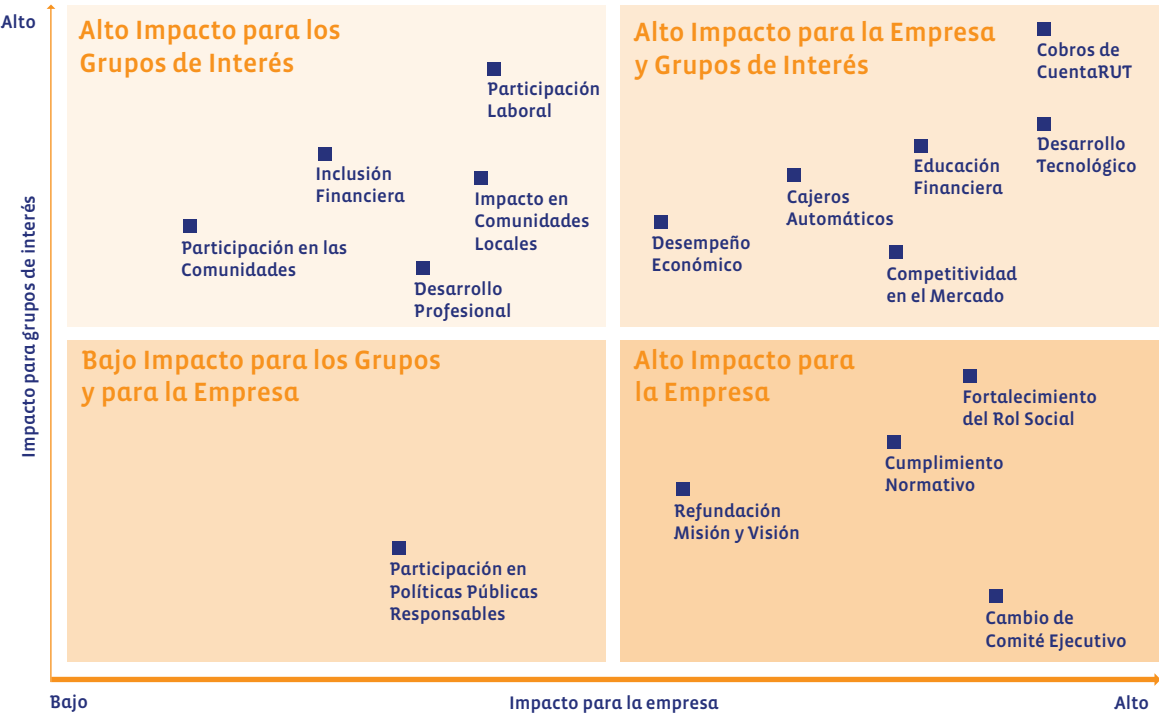 Alto
Impacto para grupos de interés
Alto Impacto para los
Grupos de Interés
Participación
Laboral
Inclusión
Financiera
Impacto en
Comunidades
Locales
Participación en las
Comunidades
Desarrollo
Profesional
Alto Impacto para la Empresa
y Grupos de Interés
Cobros de
CuentaRUT
Desarrollo
Tecnológico
Educación
Financiera
Cajeros
Automáticos
Desempeño
Económico
Competitividad
en el Mercado
Bajo Impacto para los Grupos
y para la Empresa
Participación en
Políticas Públicas
Responsables
Alto Impacto para
la Empresa
Fortalecimiento
del Rol Social
Cumplimiento
Normativo
Refundación
Misión y Visión
Cambio de
Comité Ejecutivo
Bajo
Impacto para la empresa
Alto